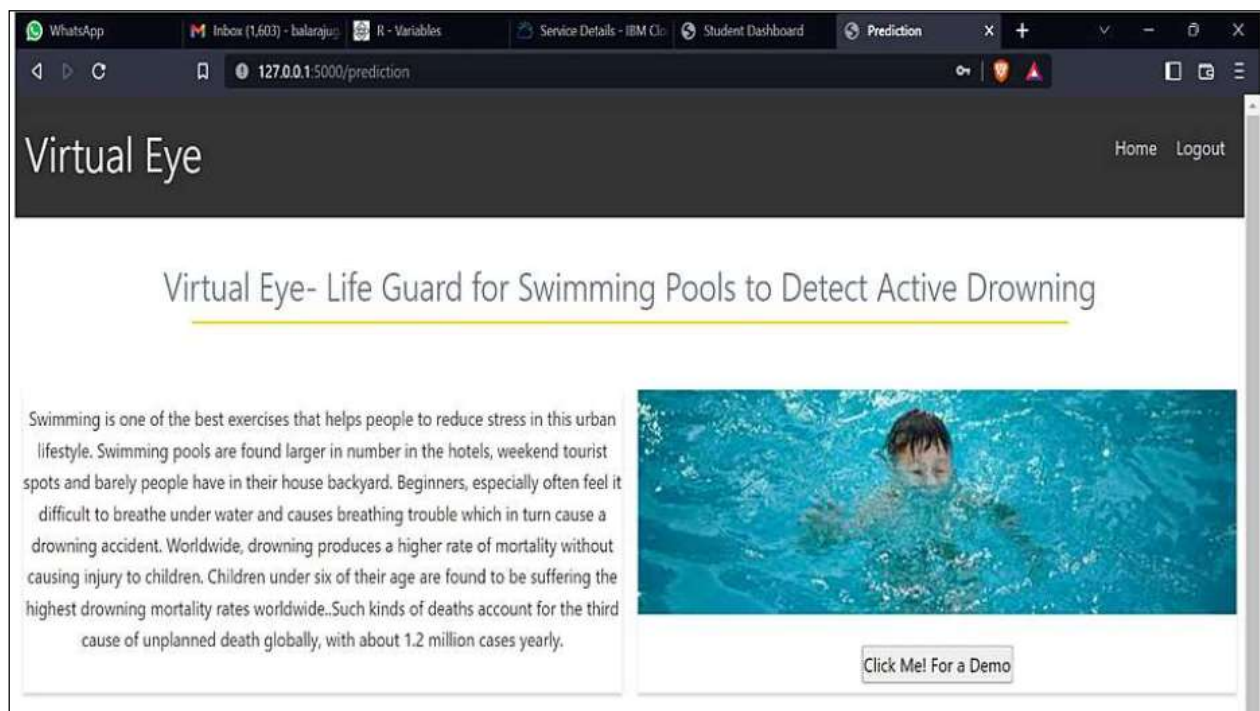 WhatsApp
Inbox (1,603) - balarajug
R - Variables
Service Details - IBM Clo
Student Dashboard
Prediction
127.0.0.1:5000/prediction
Virtual Eye
Home
Logout
Virtual Eye- Life Guard for Swimming Pools to Detect Active Drowning
Swimming is one of the best exercises that helps people to reduce stress in this urban
lifestyle. Swimming pools are found larger in number in the hotels, weekend tourist
spots and barely people have in their house backyard. Beginners, especially often feel it
difficult to breathe under water and causes breathing trouble which in turn cause a
drowning accident. Worldwide, drowning produces a higher rate of mortality without
causing injury to children. Children under six of their age are found to be suffering the
highest drowning mortality rates worldwide..Such kinds of deaths account for the third
cause of unplanned death globally, with about 1.2 million cases yearly.
Click Me! For a Demo